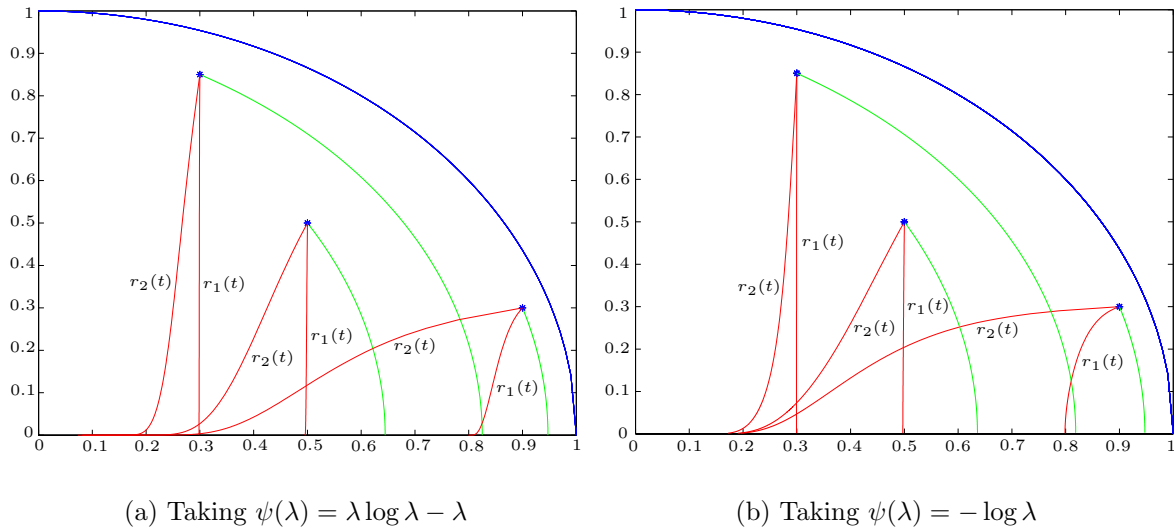 1
0.9
0.8
0.7
0.6
0.5
0.4
0.3
0.2
0.1
0
0 0.1 0.2 0.3 0.4 0.5 0.6 0.7 0.8 0.9 1
r₂(t)
r₁(t)
r₂(t)
r₁(t)
r₂(t)
r₁(t)
(a) Taking ψ(λ) = λ log λ − λ
1
0.9
0.8
0.7
0.6
0.5
0.4
0.3
0.2
0.1
0
0 0.1 0.2 0.3 0.4 0.5 0.6 0.7 0.8 0.9 1
r₁(t)
r₂(t)
r₂(t)
r₁(t)
r₂(t)
r₁(t)
(b) Taking ψ(λ) = − log λ